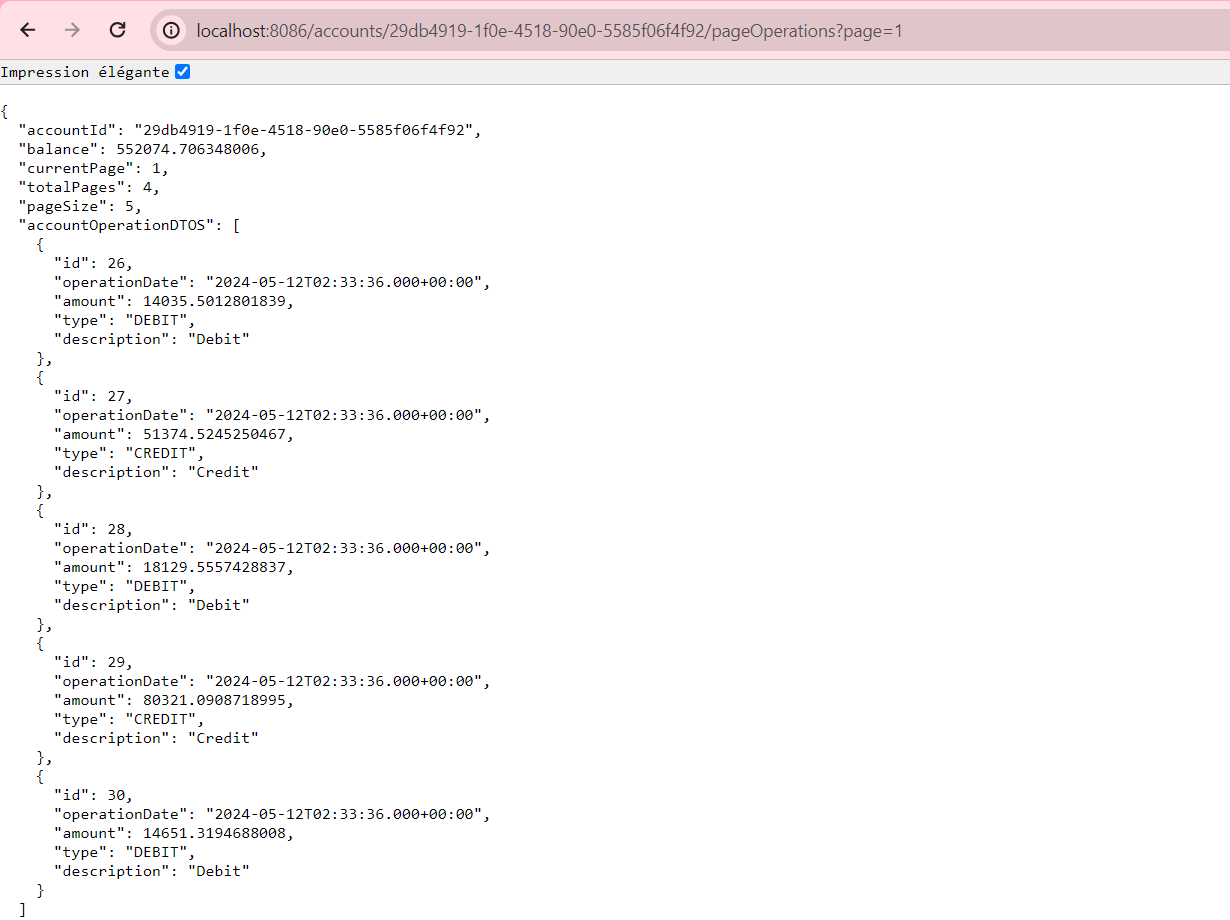 localhost:8086/accounts/29db4919-1f0e-4518-90e0-5585f06f4f92/pageOperations?page=1
Impression élégante
{
  "accountId": "29db4919-1f0e-4518-90e0-5585f06f4f92",
  "balance": 552074.706348006,
  "currentPage": 1,
  "totalPages": 4,
  "pageSize": 5,
  "accountOperationDTOS": [
    {
      "id": 26,
      "operationDate": "2024-05-12T02:33:36.000+00:00",
      "amount": 14035.5012801839,
      "type": "DEBIT",
      "description": "Debit"
    },
    {
      "id": 27,
      "operationDate": "2024-05-12T02:33:36.000+00:00",
      "amount": 51374.5245250467,
      "type": "CREDIT",
      "description": "Credit"
    },
    {
      "id": 28,
      "operationDate": "2024-05-12T02:33:36.000+00:00",
      "amount": 18129.5557428837,
      "type": "DEBIT",
      "description": "Debit"
    },
    {
      "id": 29,
      "operationDate": "2024-05-12T02:33:36.000+00:00",
      "amount": 80321.0908718995,
      "type": "CREDIT",
      "description": "Credit"
    },
    {
      "id": 30,
      "operationDate": "2024-05-12T02:33:36.000+00:00",
      "amount": 14651.3194688008,
      "type": "DEBIT",
      "description": "Debit"
    }
  ]